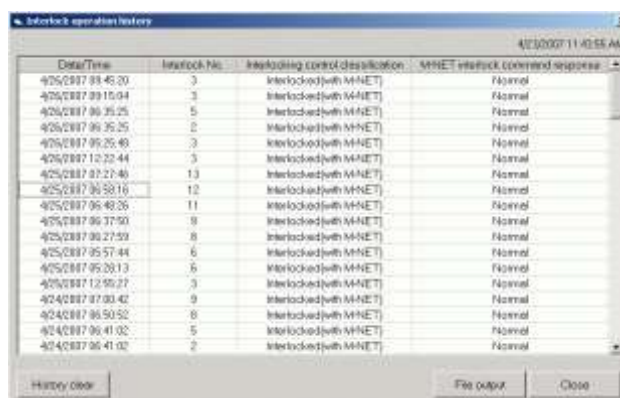 Interlock operation history
4/23/2007 11:43:55 AM
Date/Time Interlock No. Interlocking control classification M-NET interlock command response
4/26/2007 09:45:20 3 Interlocked(with M-NET) Normal
4/26/2007 09:15:04 3 Interlocked(with M-NET) Normal
4/26/2007 06:35:25 5 Interlocked(with M-NET) Normal
4/26/2007 06:35:25 2 Interlocked(with M-NET) Normal
4/26/2007 05:25:49 3 Interlocked(with M-NET) Normal
4/26/2007 12:22:44 3 Interlocked(with M-NET) Normal
4/25/2007 07:27:46 13 Interlocked(with M-NET) Normal
4/25/2007 06:58:16 12 Interlocked(with M-NET) Normal
4/25/2007 06:48:26 11 Interlocked(with M-NET) Normal
4/25/2007 06:37:50 9 Interlocked(with M-NET) Normal
4/25/2007 06:27:59 8 Interlocked(with M-NET) Normal
4/25/2007 05:57:44 6 Interlocked(with M-NET) Normal
4/25/2007 05:28:13 6 Interlocked(with M-NET) Normal
4/25/2007 12:55:27 3 Interlocked(with M-NET) Normal
4/24/2007 07:00:42 9 Interlocked(with M-NET) Normal
4/24/2007 06:50:52 8 Interlocked(with M-NET) Normal
4/24/2007 06:41:02 5 Interlocked(with M-NET) Normal
4/24/2007 06:41:02 2 Interlocked(with M-NET) Normal
History clear File output Close